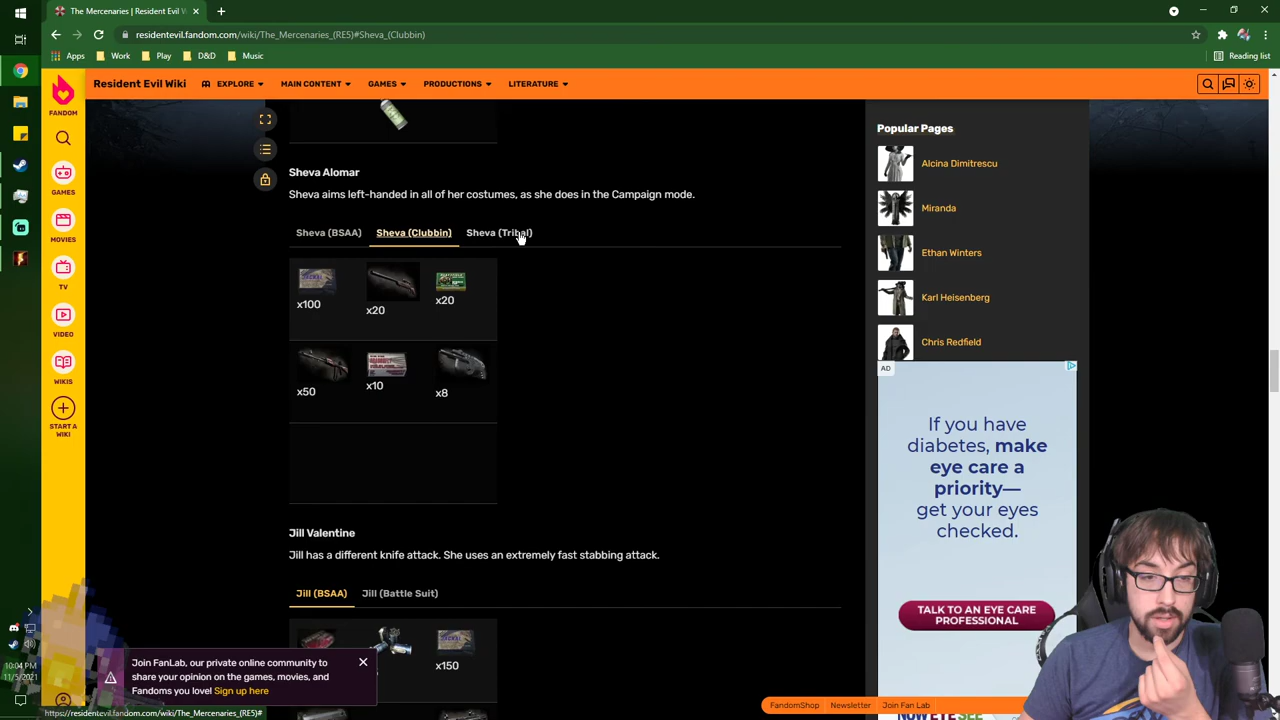 The Mercenaries | Resident Evil W
residentevil.fandom.com/wiki/The_Mercenaries_(RE5)#Sheva_(Clubbin)
Apps
Work
Play
D&D
Music
Reading list
FANDOM
Resident Evil Wiki
EXPLORE
MAIN CONTENT
GAMES
PRODUCTIONS
LITERATURE
GAMES
MOVIES
TV
VIDEO
WIKIS
START A
WIKI
Sheva Alomar
Sheva aims left-handed in all of her costumes, as she does in the Campaign mode.
Sheva (BSAA)
Sheva (Clubbin)
Sheva (Tribal)
x100
x20
x20
x50
x10
x8
Jill Valentine
Jill has a different knife attack. She uses an extremely fast stabbing attack.
Jill (BSAA)
Jill (Battle Suit)
x150
Popular Pages
Alcina Dimitrescu
Miranda
Ethan Winters
Karl Heisenberg
Chris Redfield
AD
If you have
diabetes, make
eye care a
priority—
get your eyes
checked.
TALK TO AN EYE CARE
PROFESSIONAL
Join FanLab, our private online community to
share your opinion on the games, movies, and
Fandoms you love! Sign up here
FandomShop
Newsletter
Join Fan Lab
10:04 PM
11/5/2021
https://residentevil.fandom.com/wiki/The_Mercenaries_(RE5)#